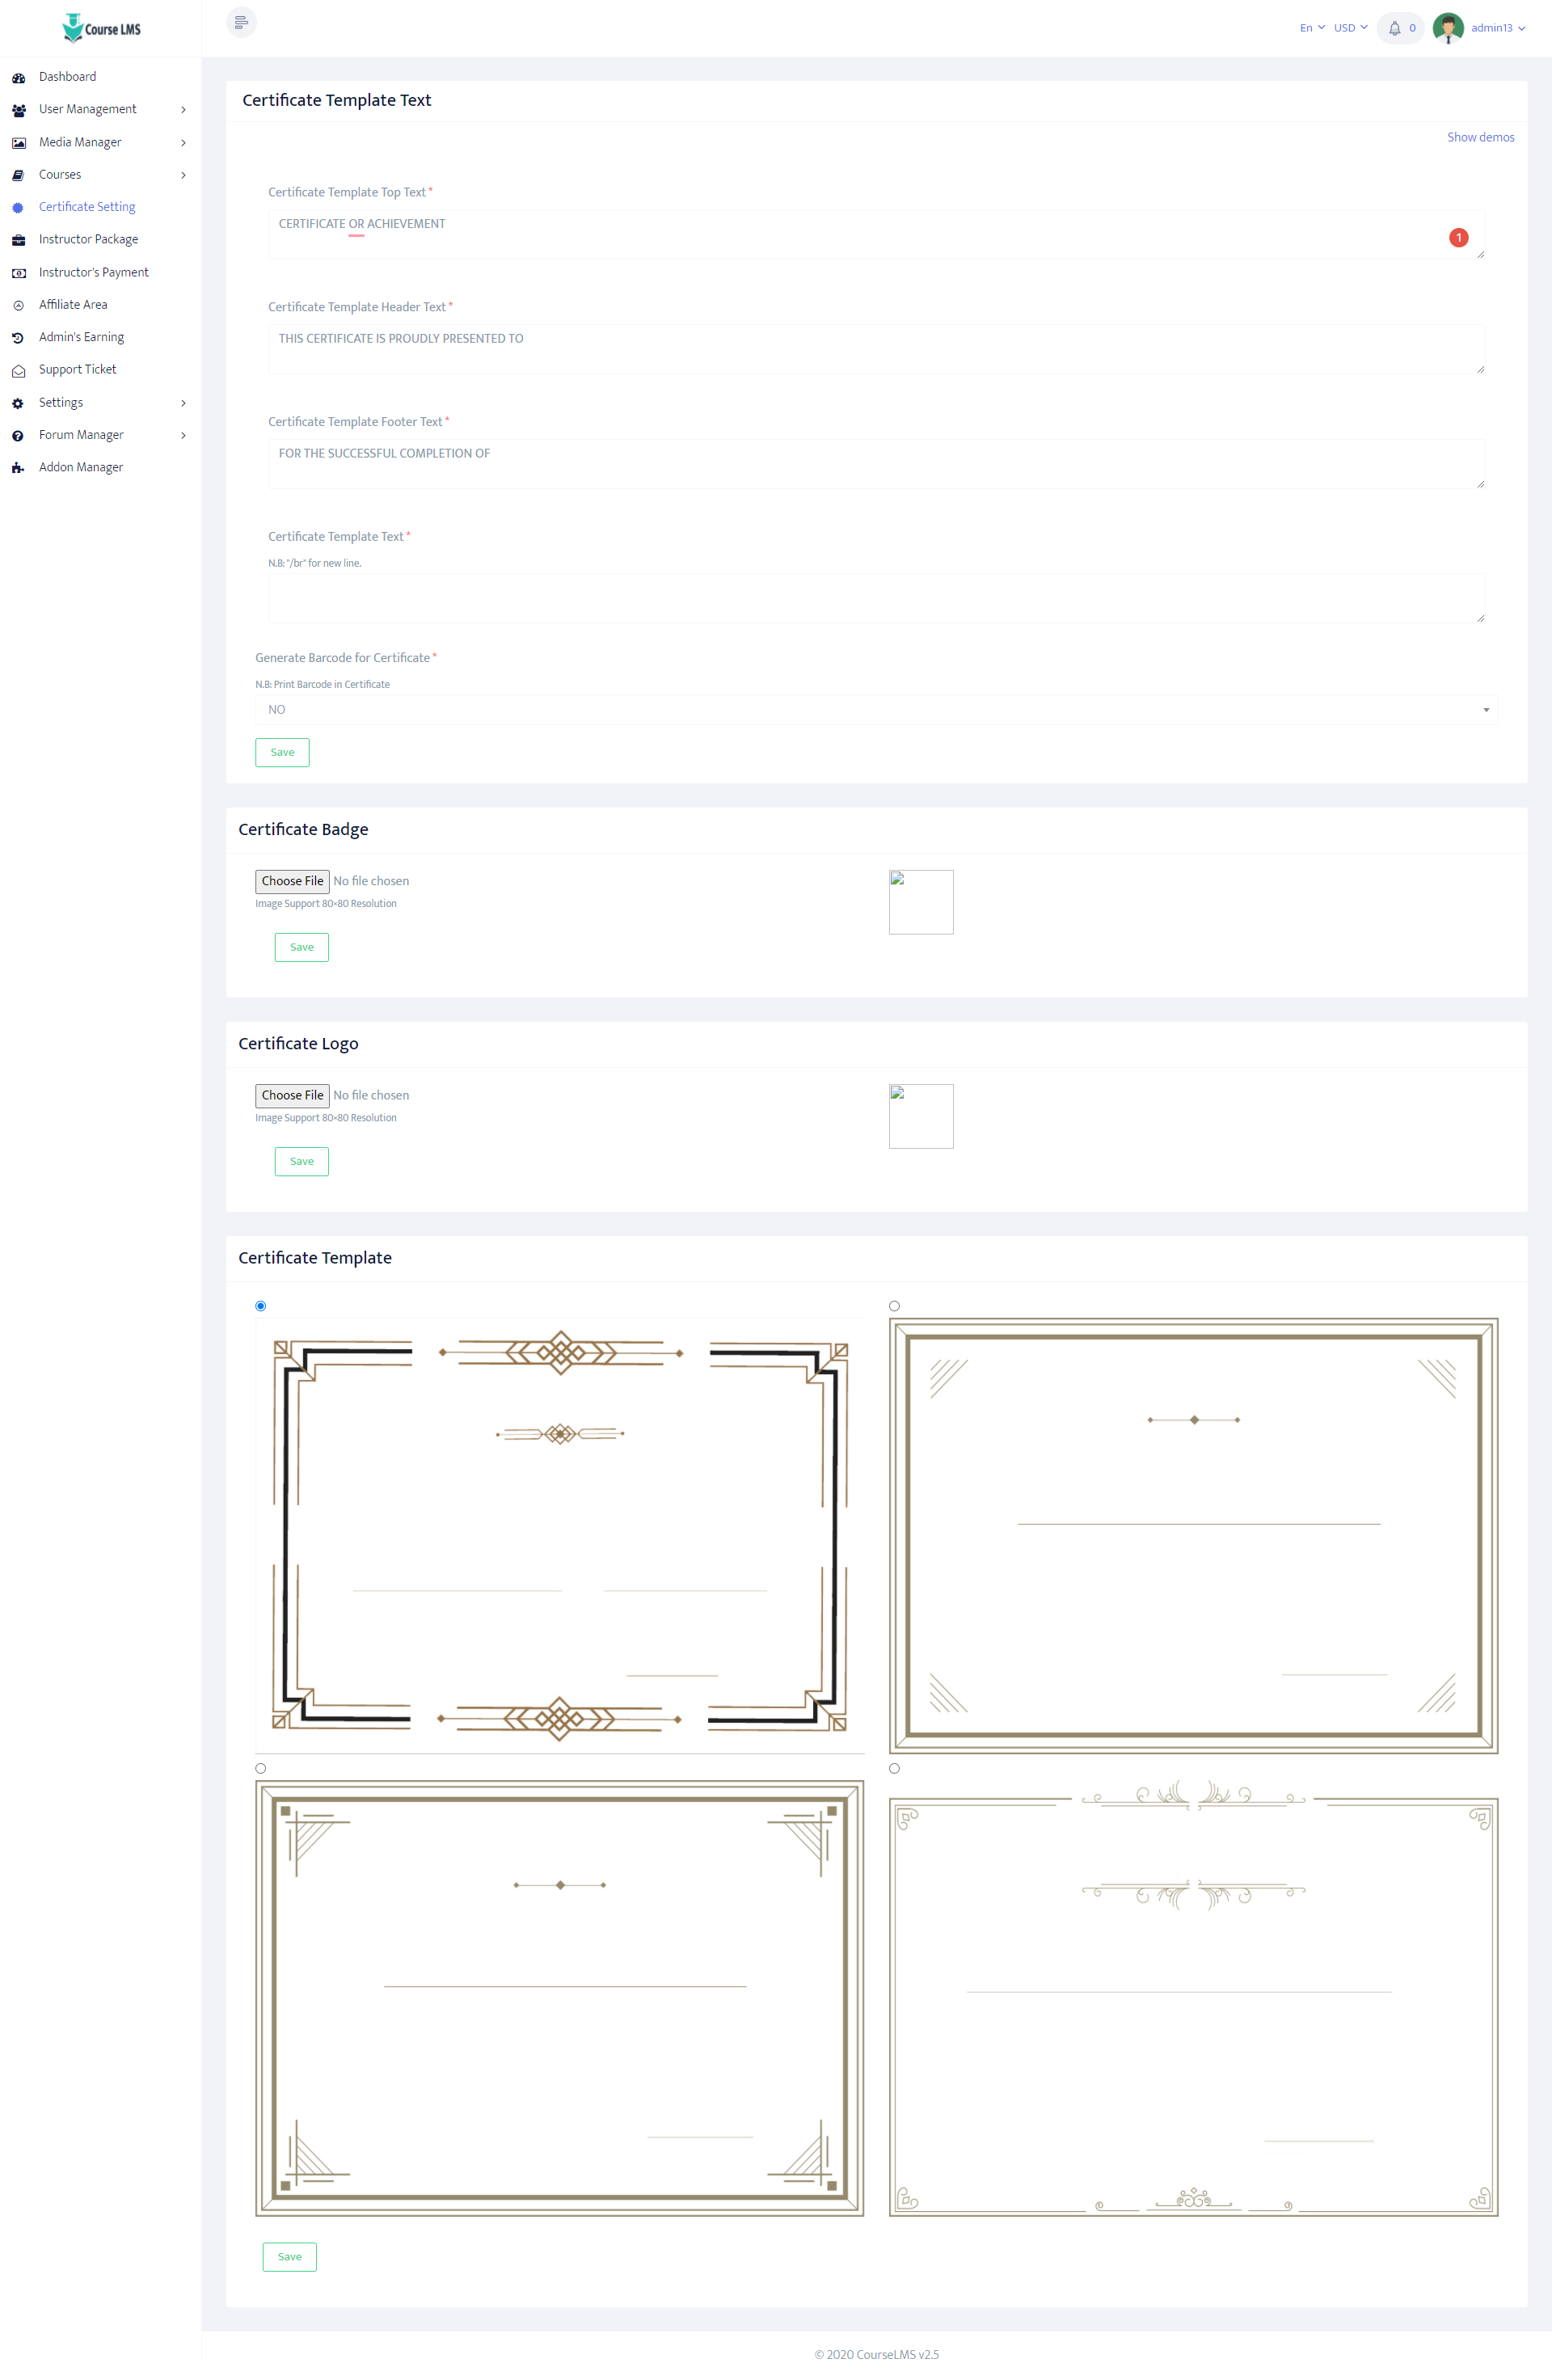 Course LMS
En USD 0 admin13
Dashboard
User Management
Media Manager
Courses
Certificate Setting
Instructor Package
Instructor's Payment
Affiliate Area
Admin's Earning
Support Ticket
Settings
Forum Manager
Addon Manager
Certificate Template Text
Show demos
Certificate Template Top Text *
CERTIFICATE OR ACHIEVEMENT
1
Certificate Template Header Text *
THIS CERTIFICATE IS PROUDLY PRESENTED TO
Certificate Template Footer Text *
FOR THE SUCCESSFUL COMPLETION OF
Certificate Template Text *
N.B: "/br" for new line.
Generate Barcode for Certificate *
N.B: Print Barcode in Certificate
NO
Save
Certificate Badge
Choose File No file chosen
Image Support 80×80 Resolution
Save
Certificate Logo
Choose File No file chosen
Image Support 80×80 Resolution
Save
Certificate Template
Save
© 2020 CourseLMS v2.5